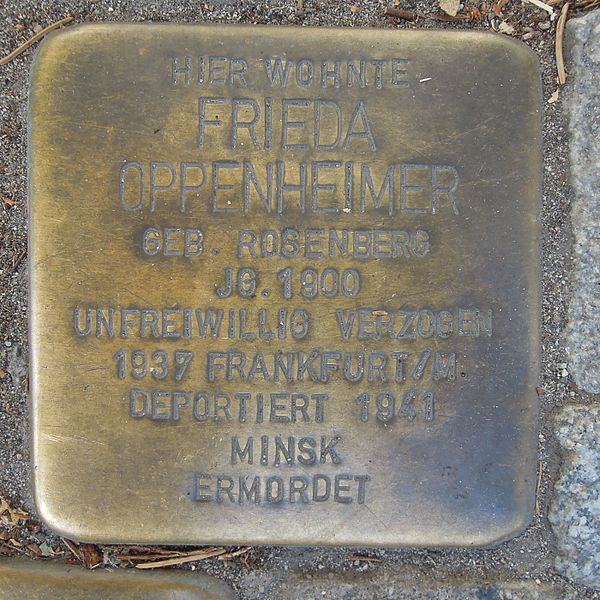 HIER WOHNTE
FRIEDA
OPPENHEIMER
GEB. ROSENBERG
JG. 1900
UNFREIWILLIG VERZOGEN
1937 FRANKFURT/M.
DEPORTIERT 1941
MINSK
ERMORDET